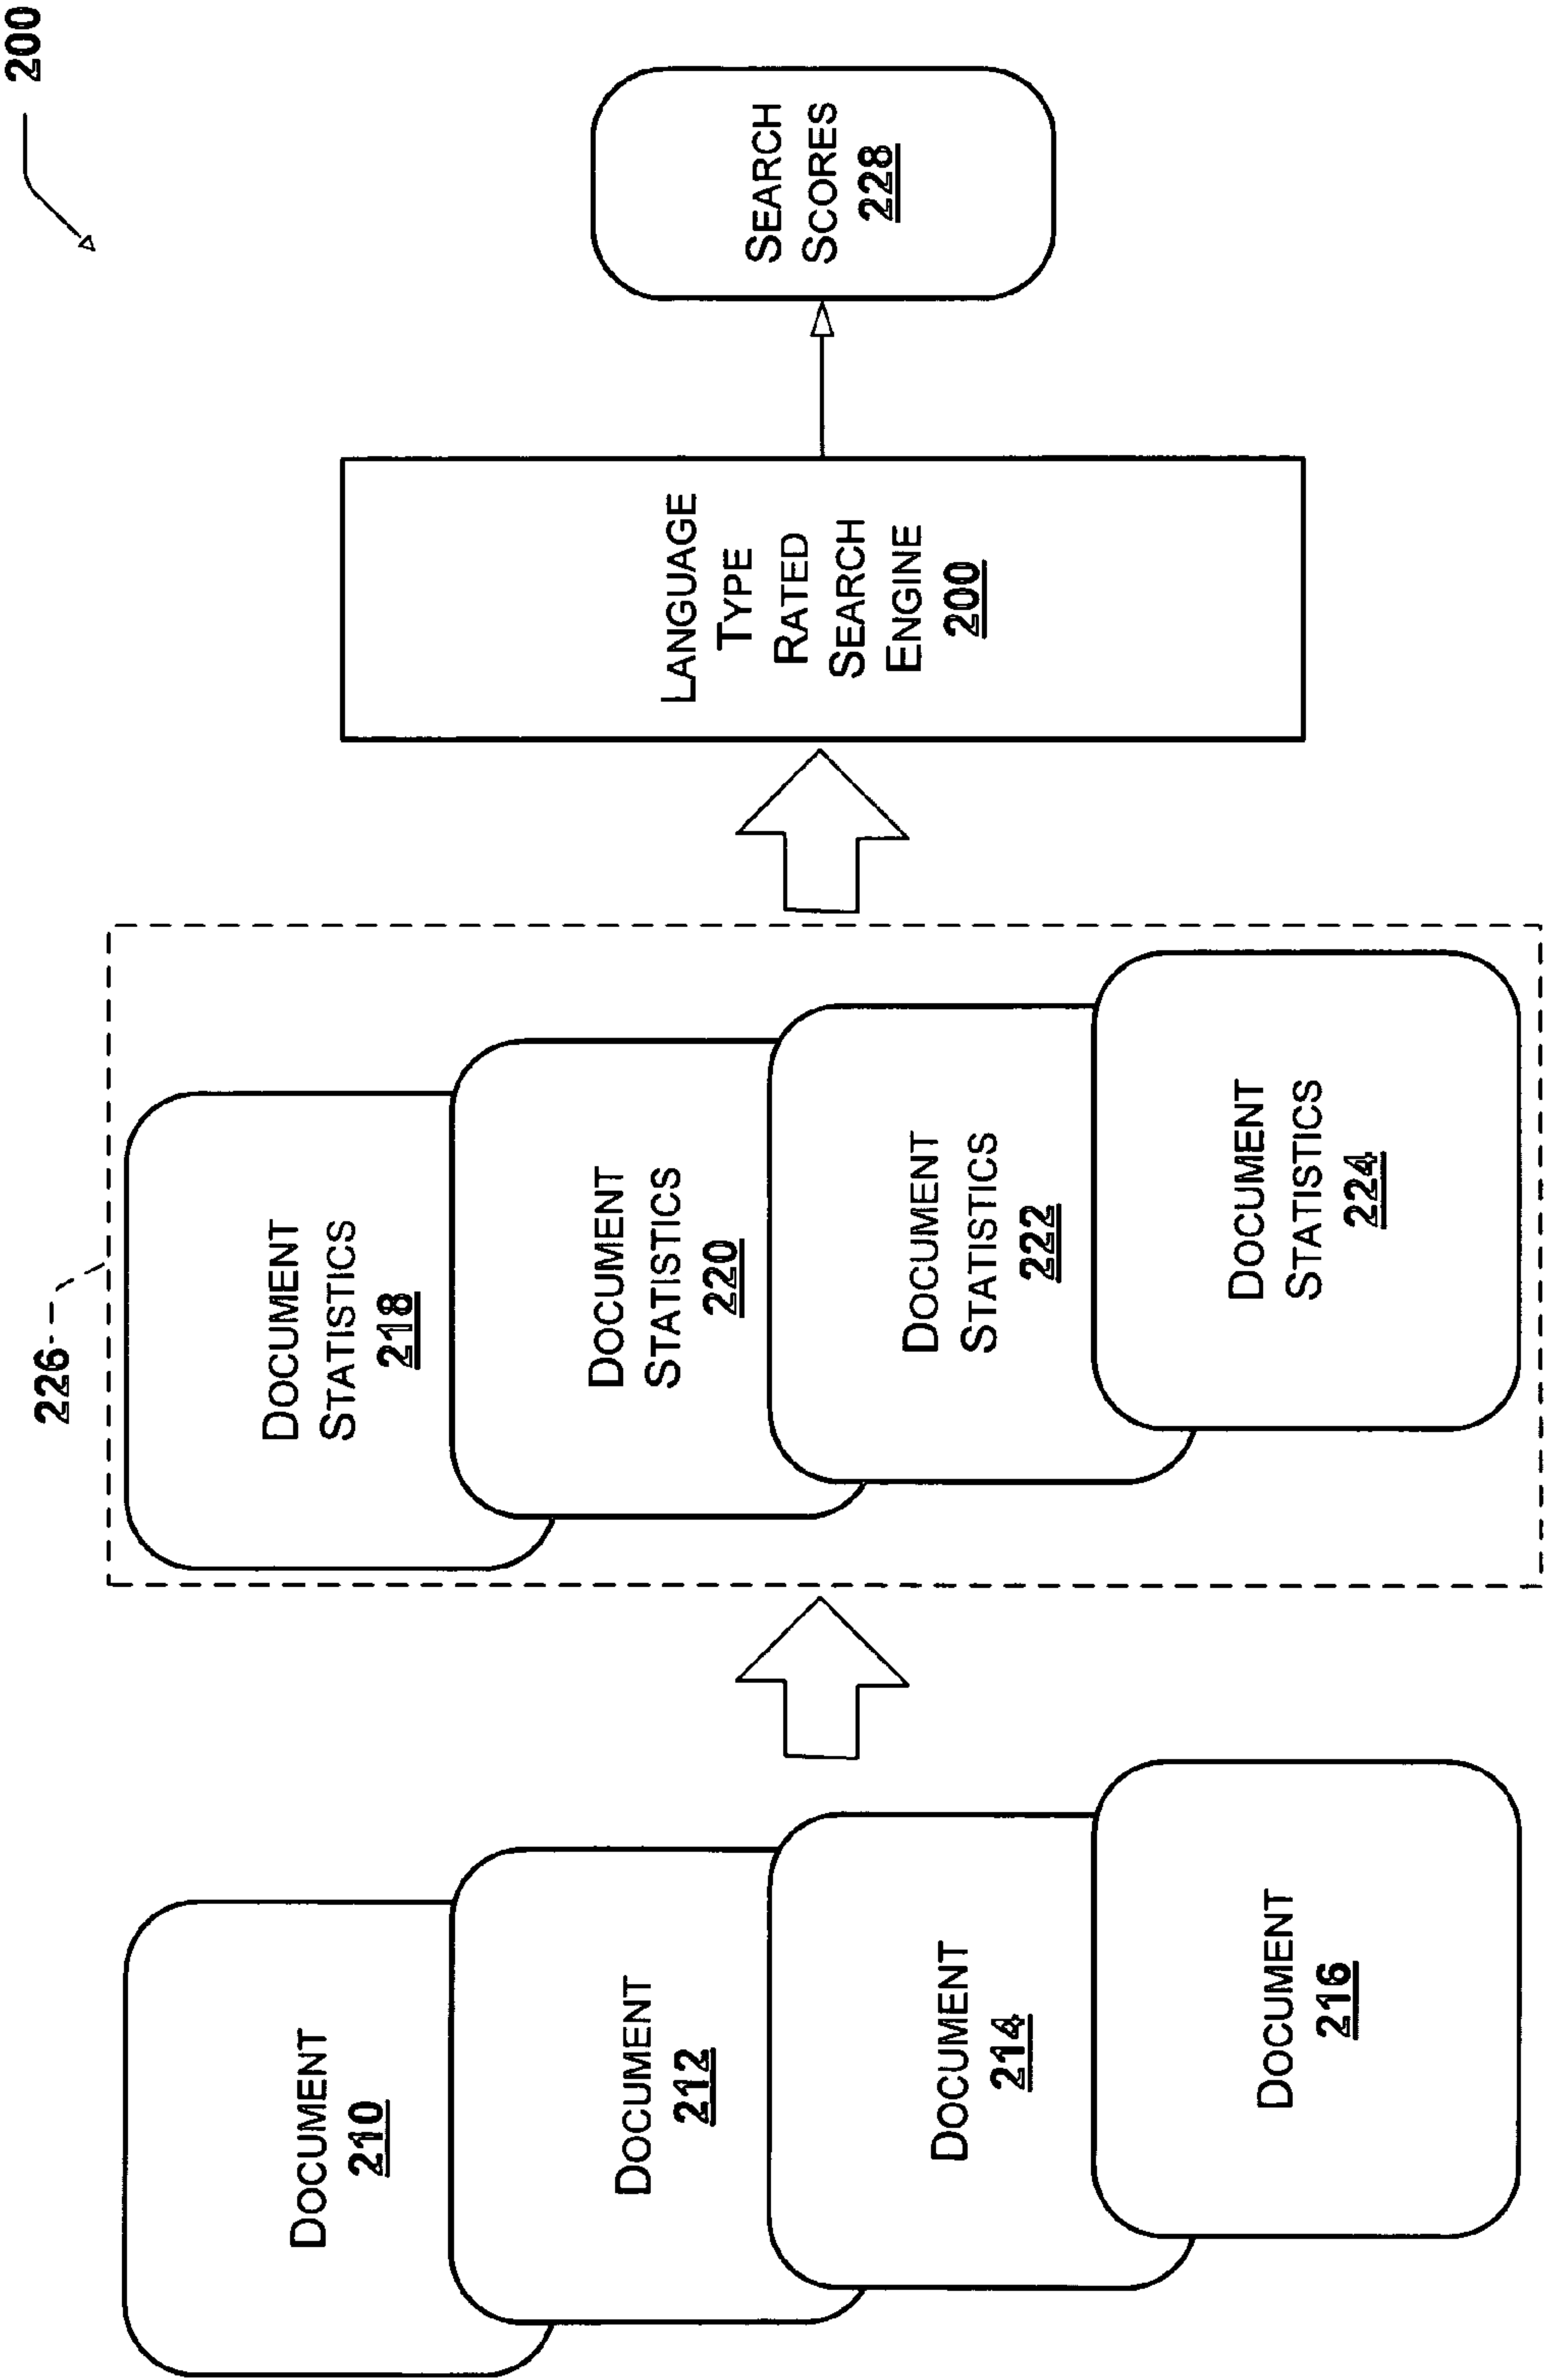 200
226
DOCUMENT
210
DOCUMENT
212
DOCUMENT
214
DOCUMENT
216
DOCUMENT
STATISTICS
218
DOCUMENT
STATISTICS
220
DOCUMENT
STATISTICS
222
DOCUMENT
STATISTICS
224
LANGUAGE
TYPE
RATED
SEARCH
ENGINE
200
SEARCH
SCORES
228